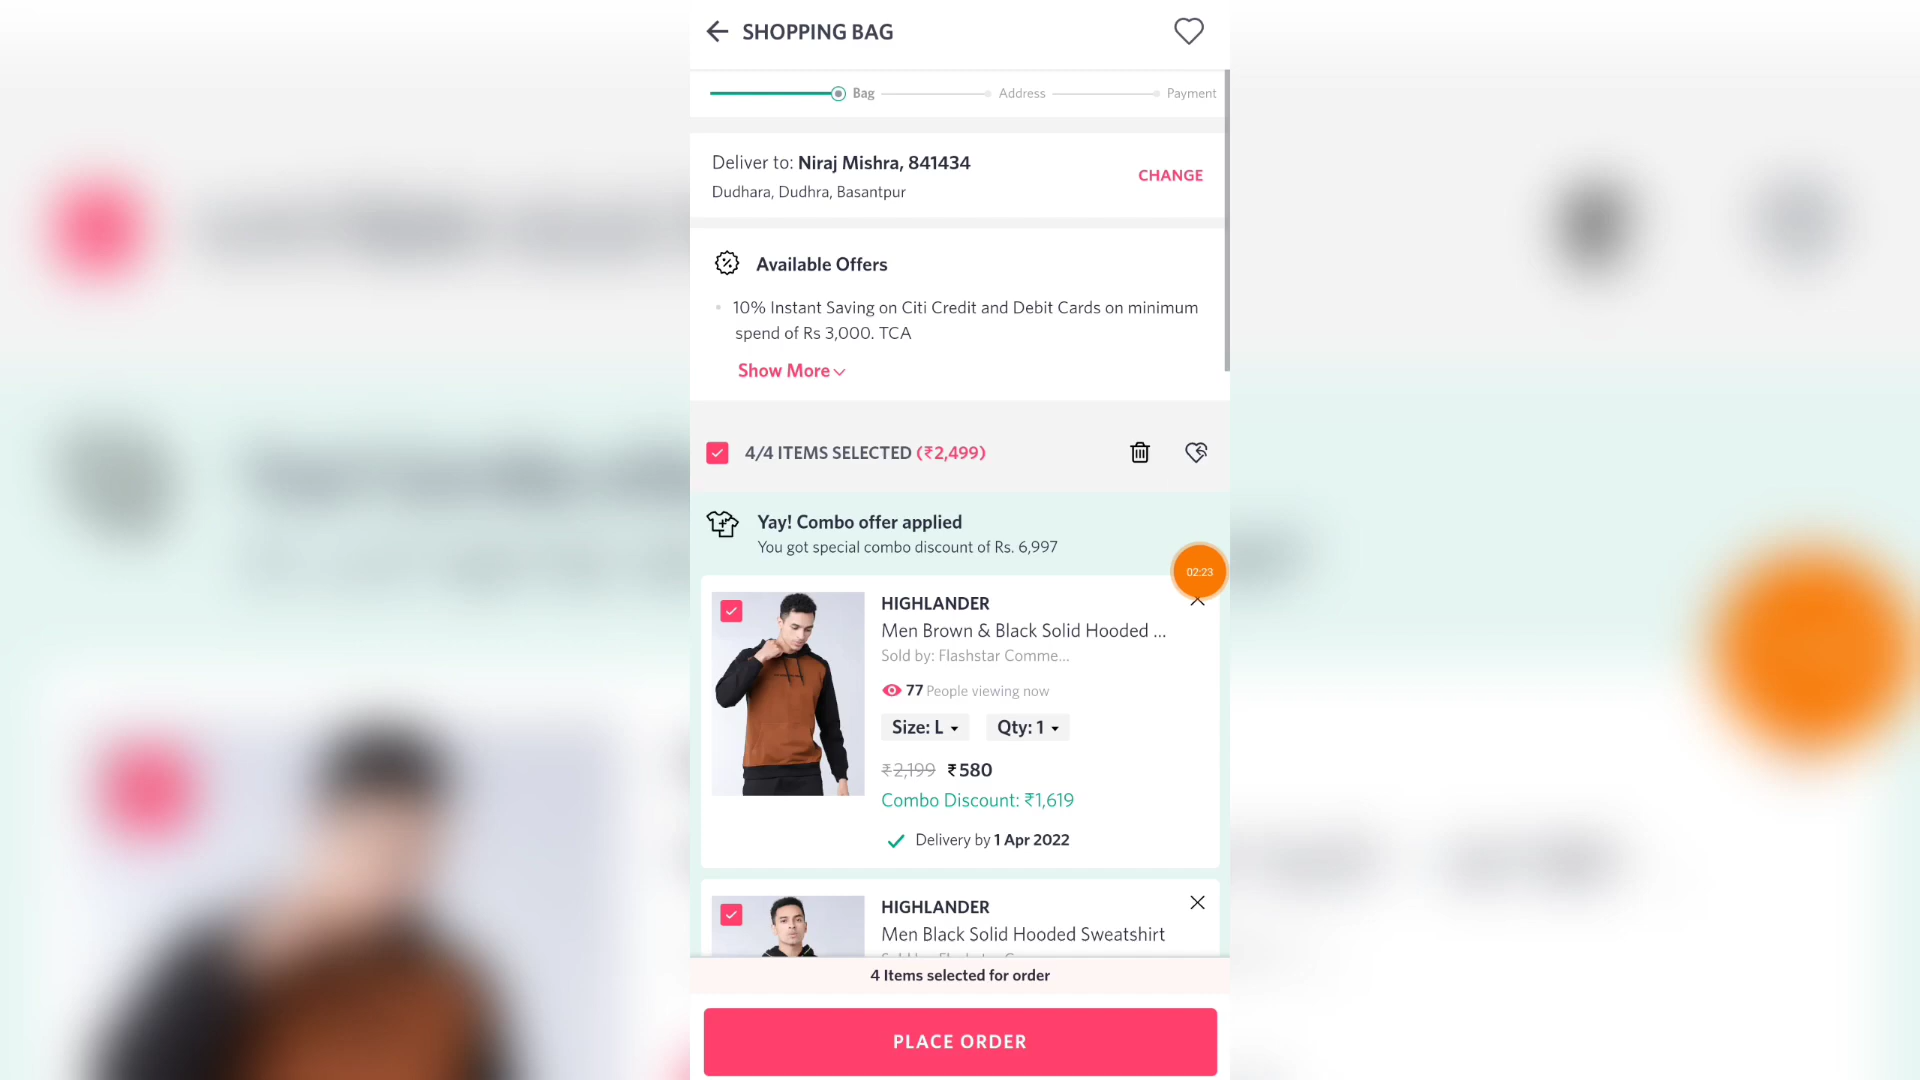 SHOPPING BAG
Bag Address Payment
Deliver to: Niraj Mishra, 841434
Dudhara, Dudhra, Basantpur
CHANGE
Available Offers
10% Instant Saving on Citi Credit and Debit Cards on minimum
spend of Rs 3,000. TCA
Show More
4/4 ITEMS SELECTED (₹2,499)
Yay! Combo offer applied
You got special combo discount of Rs. 6,997
02:23
HIGHLANDER
Men Brown & Black Solid Hooded ...
Sold by: Flashstar Comme...
77 People viewing now
Size: L Qty: 1
₹2,199 ₹580
Combo Discount: ₹1,619
Delivery by 1 Apr 2022
HIGHLANDER
Men Black Solid Hooded Sweatshirt
4 Items selected for order
PLACE ORDER